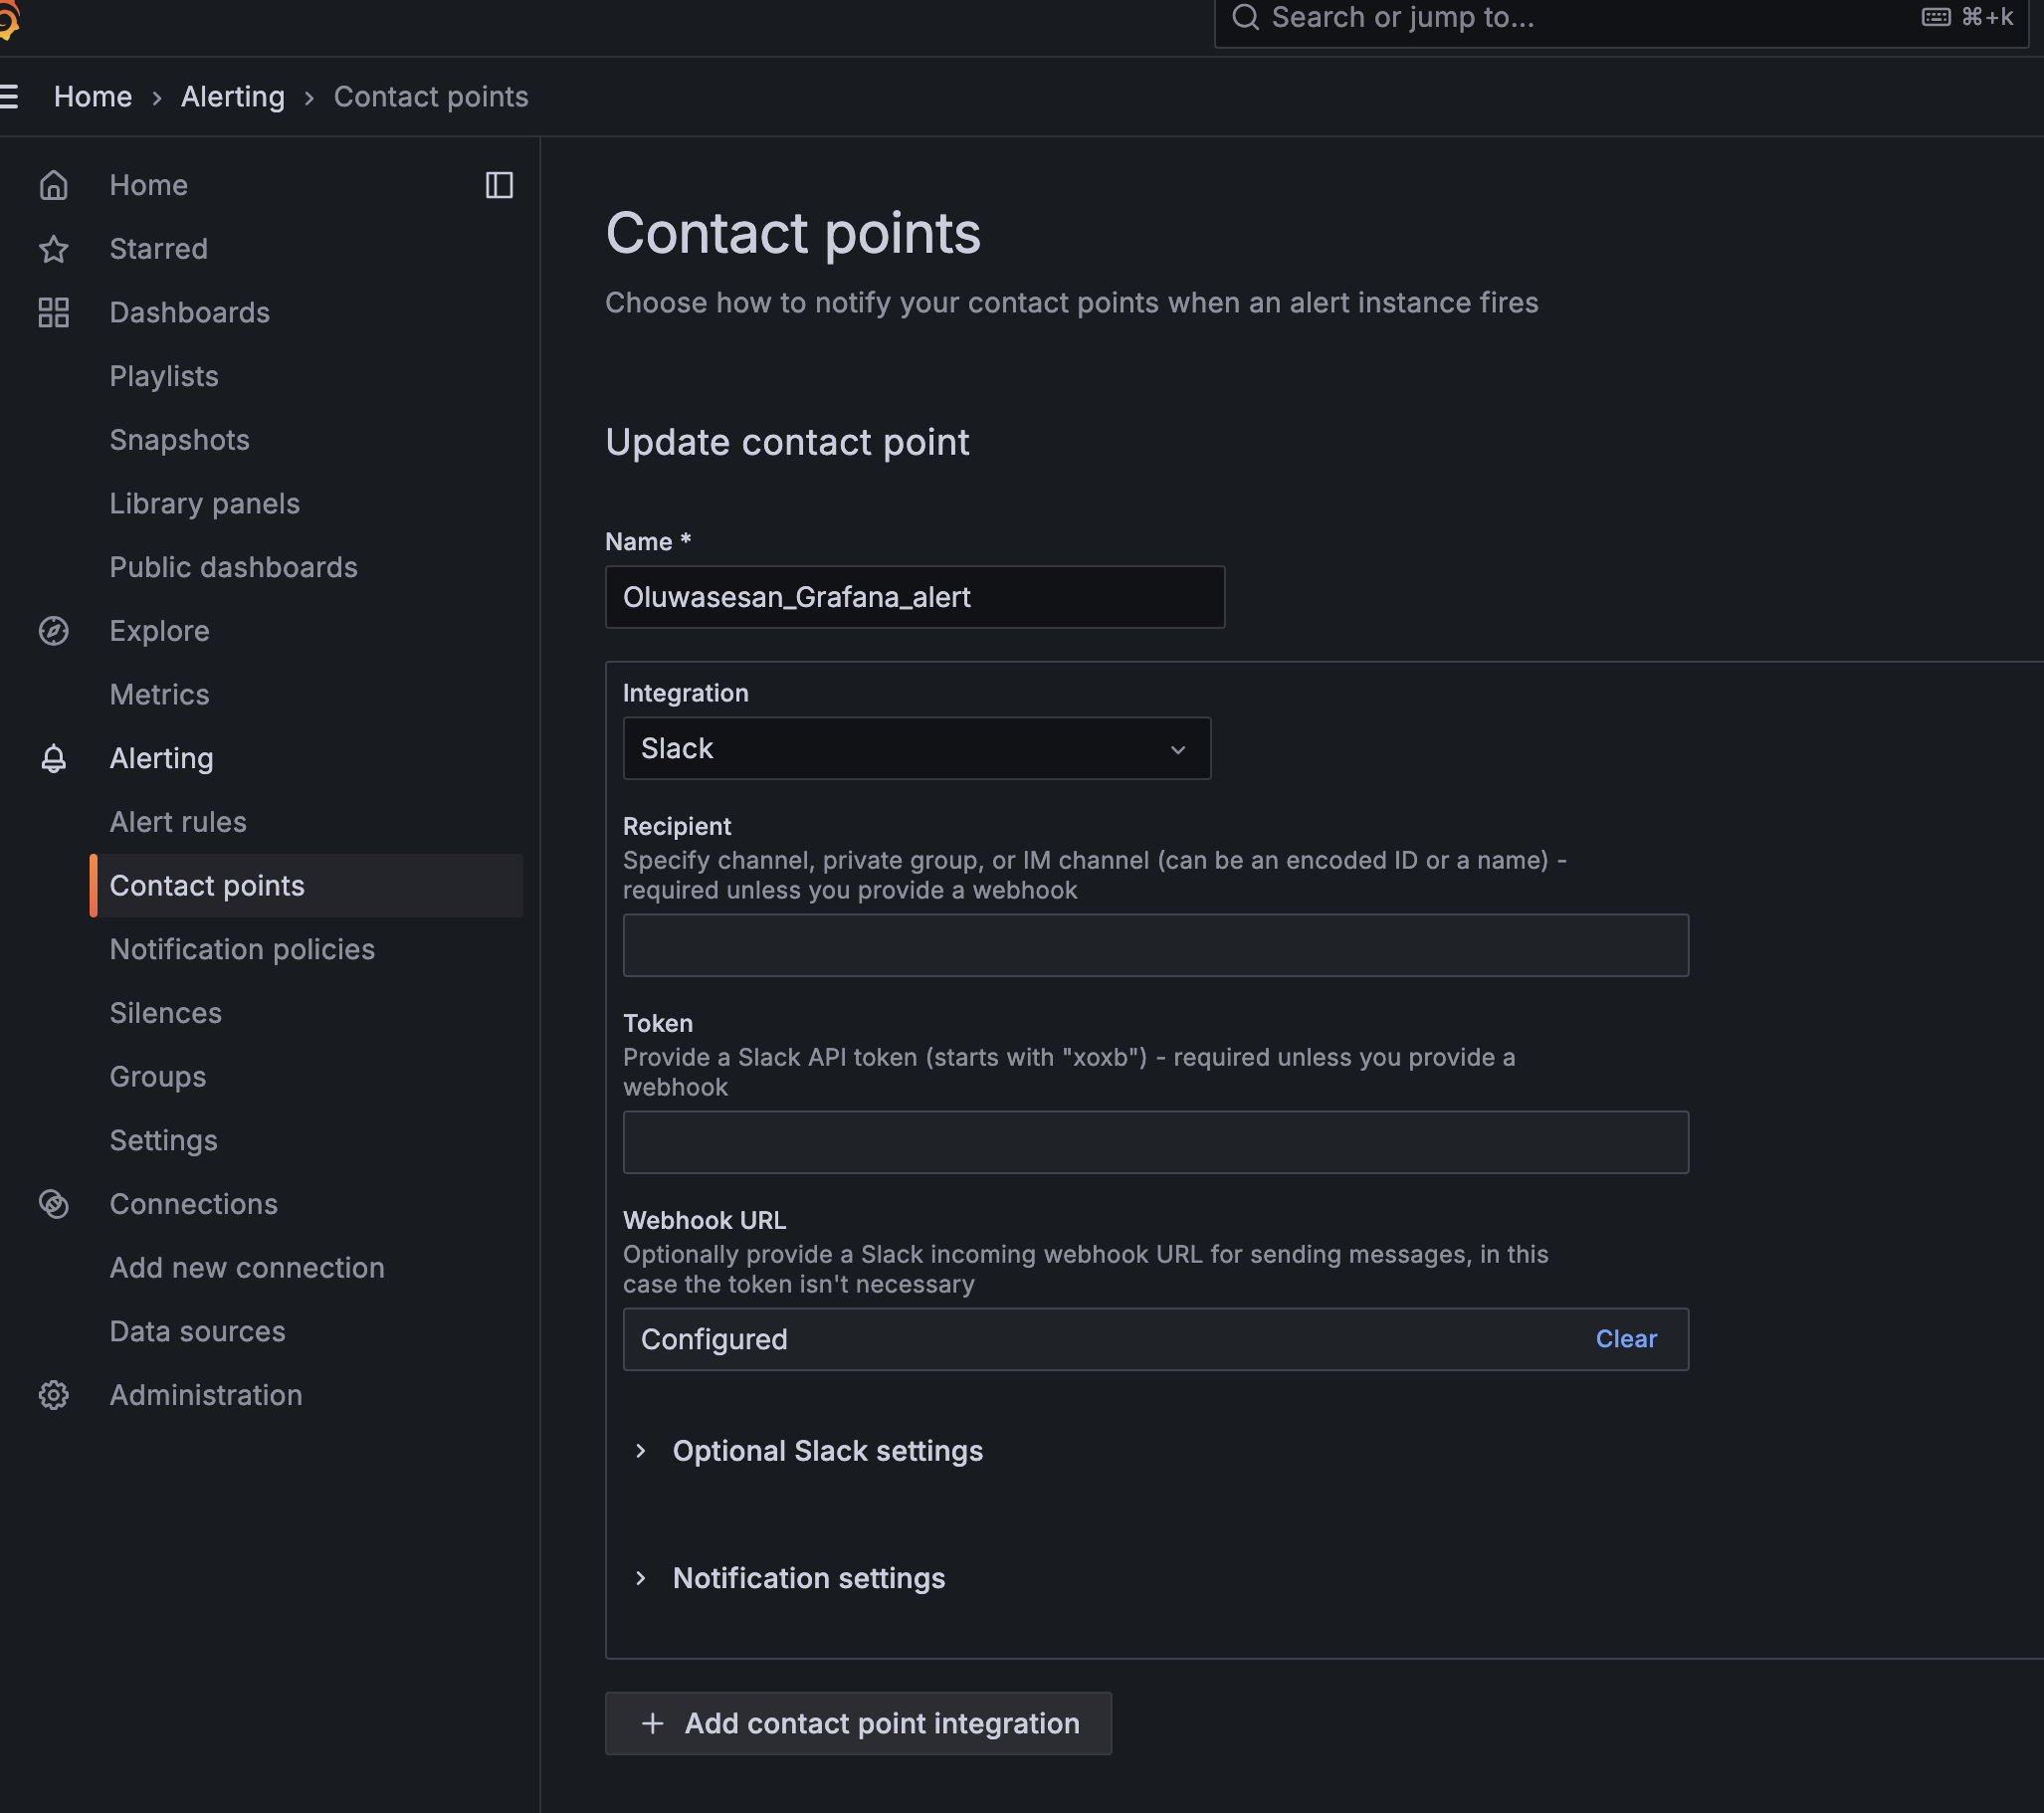 Search or jump to...
⌘+k
Home › Alerting › Contact points
Home
Starred
Dashboards
Playlists
Snapshots
Library panels
Public dashboards
Explore
Metrics
Alerting
Alert rules
Contact points
Notification policies
Silences
Groups
Settings
Connections
Add new connection
Data sources
Administration
Contact points
Choose how to notify your contact points when an alert instance fires
Update contact point
Name *
Oluwasesan_Grafana_alert
Integration
Slack
Recipient
Specify channel, private group, or IM channel (can be an encoded ID or a name) -
required unless you provide a webhook
Token
Provide a Slack API token (starts with "xoxb") - required unless you provide a
webhook
Webhook URL
Optionally provide a Slack incoming webhook URL for sending messages, in this
case the token isn't necessary
Configured
Clear
Optional Slack settings
Notification settings
Add contact point integration